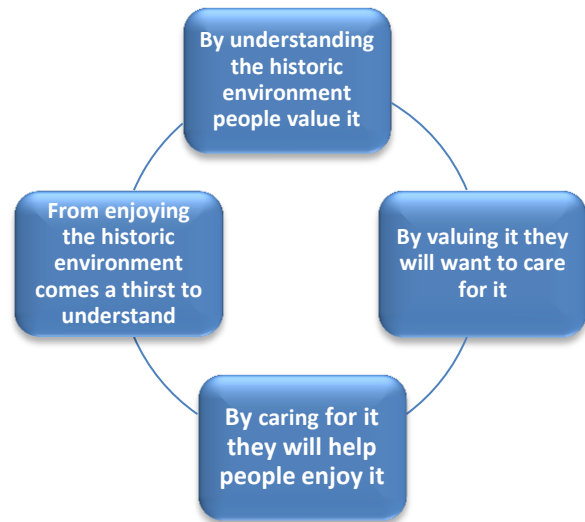 By understanding
the historic
environment
people value it
By valuing it they
will want to care
for it
By caring for it
they will help
people enjoy it
From enjoying
the historic
environment
comes a thirst to
understand